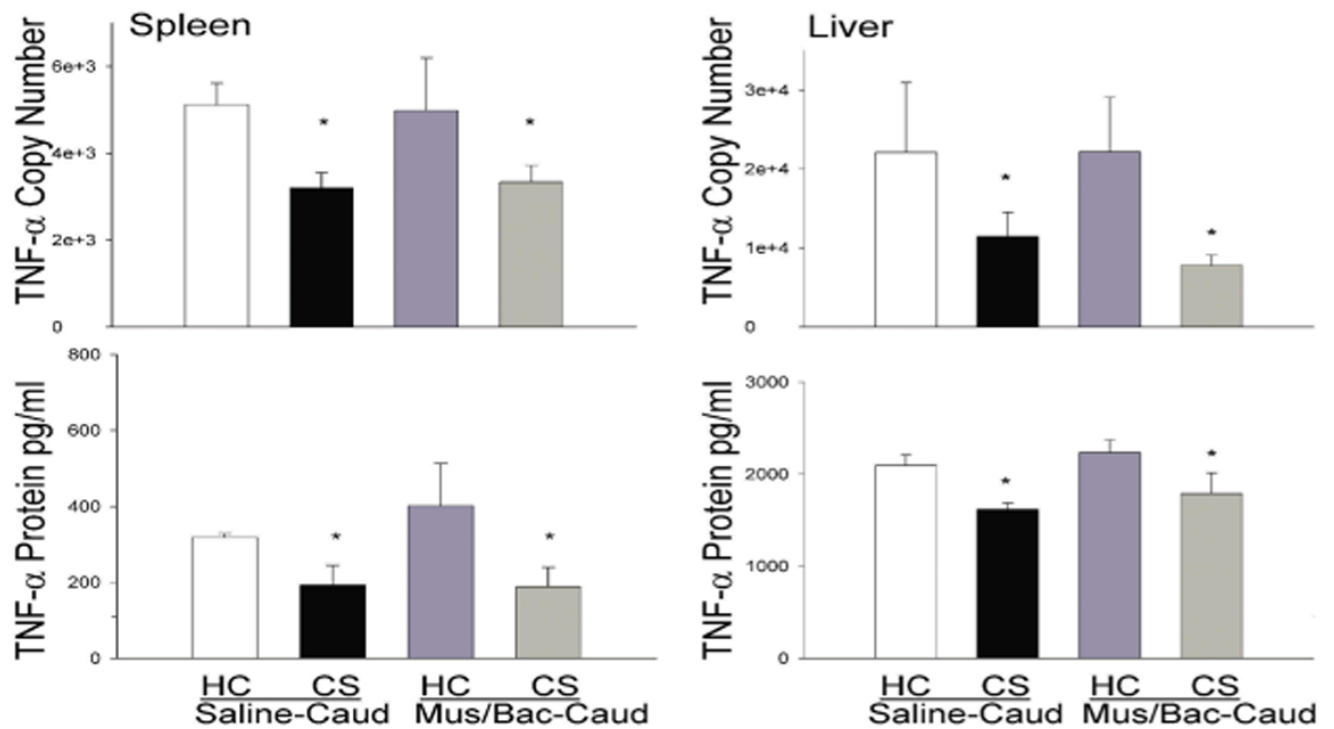 Spleen
TNF-α Copy Number
6e+3
4e+3
2e+3
0
*
*
Liver
TNF-α Copy Number
3e+4
2e+4
1e+4
0
*
*
TNF-α Protein pg/ml
800
600
400
200
0
*
*
HC CS HC CS
Saline-Caud Mus/Bac-Caud
TNF-α Protein pg/ml
3000
2000
1000
0
*
*
HC CS HC CS
Saline-Caud Mus/Bac-Caud